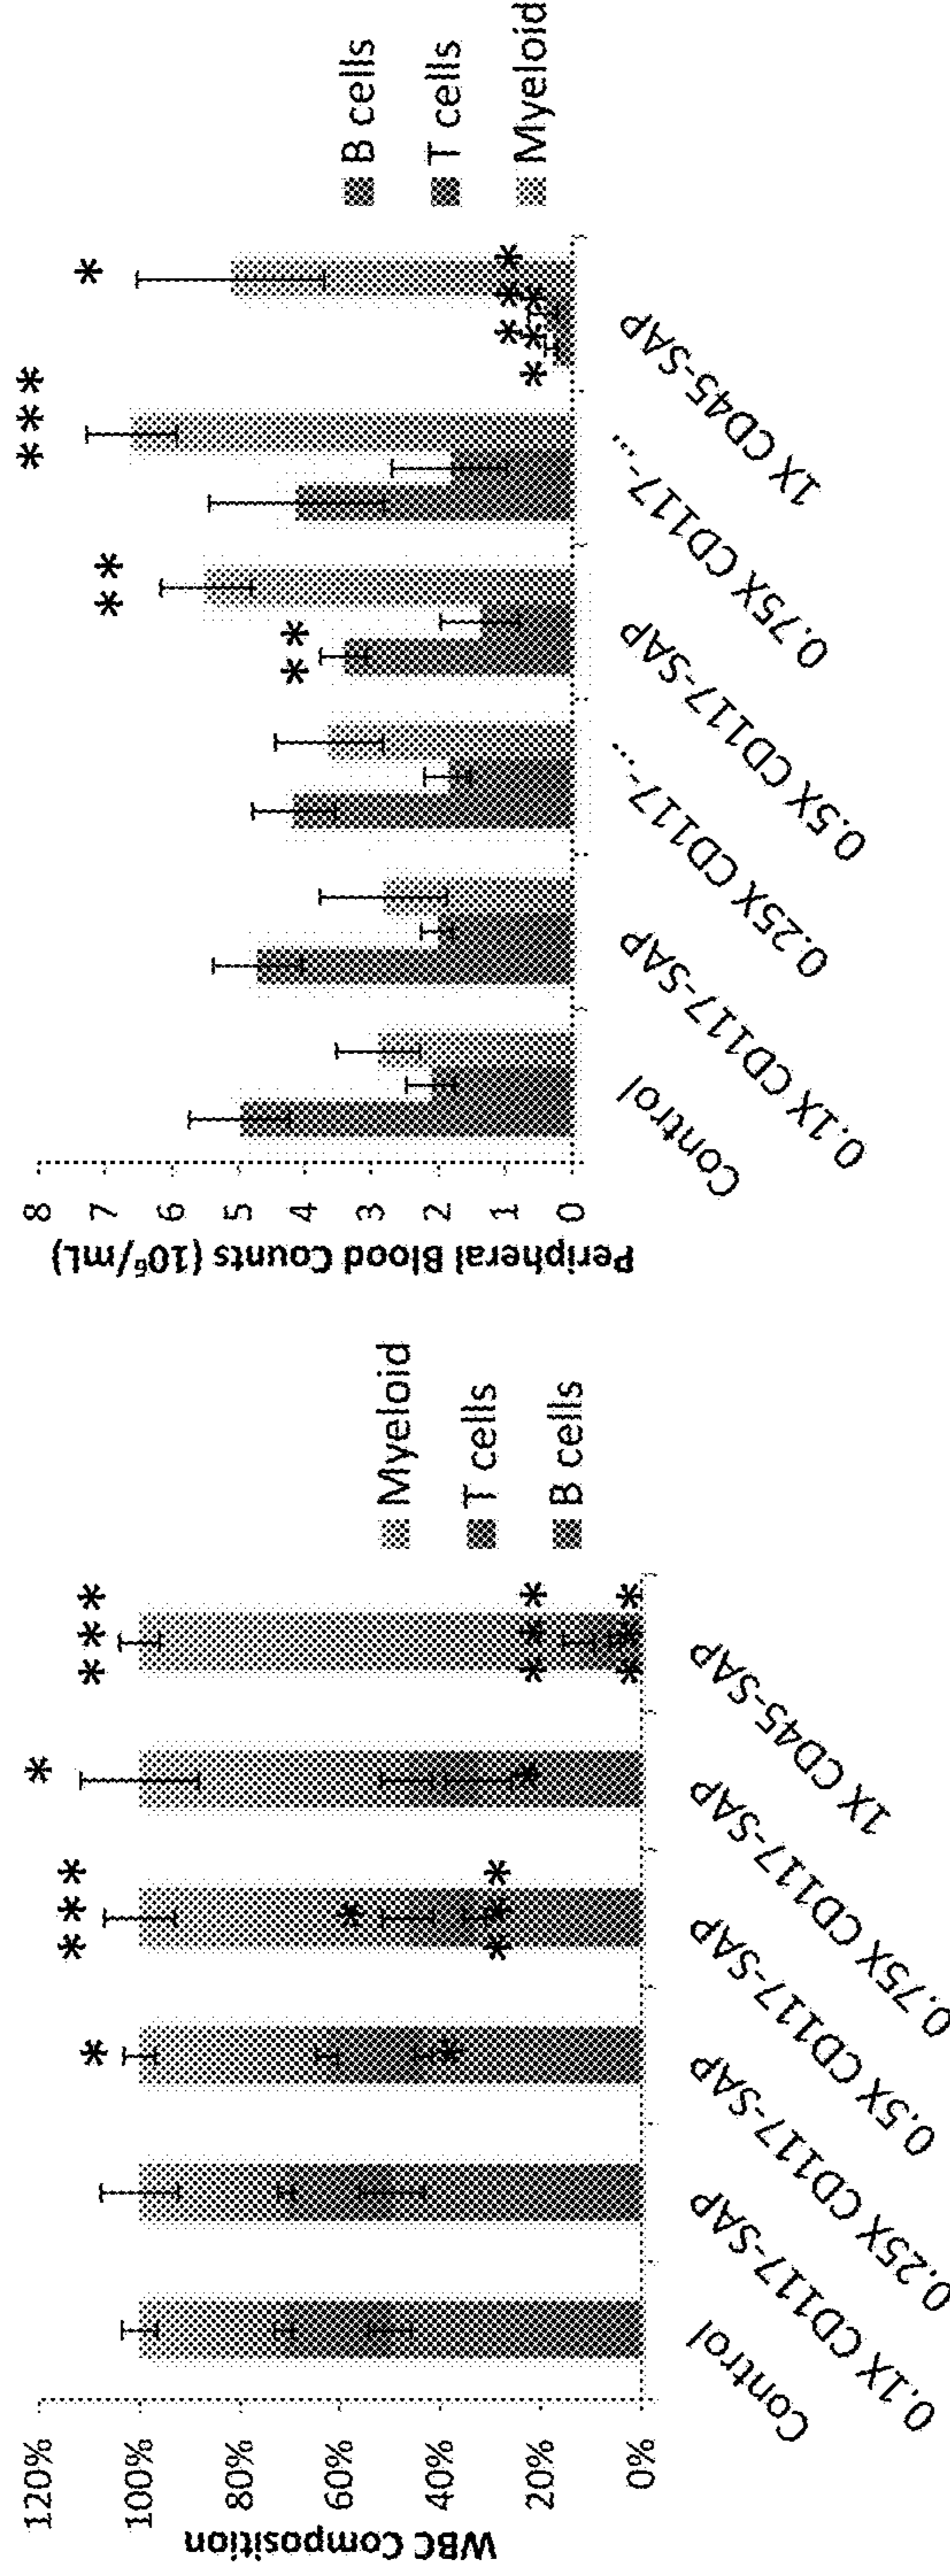 120%
100%
80%
60%
40%
20%
0%
WBC Composition
***
*
***
*
***
***
*
***
*
*
Control
0.1X CD117-SAP
0.25X CD117-SAP
0.5X CD117-SAP
0.75X CD117-SAP
1X CD45-SAP
Myeloid
T cells
B cells
8
7
6
5
4
3
2
1
0
Peripheral Blood Counts (10⁶/mL)
**
**
***
*
***
***
Control
0.1X CD117-SAP
0.25X CD117-...
0.5X CD117-SAP
0.75X CD117-...
1X CD45-SAP
B cells
T cells
Myeloid